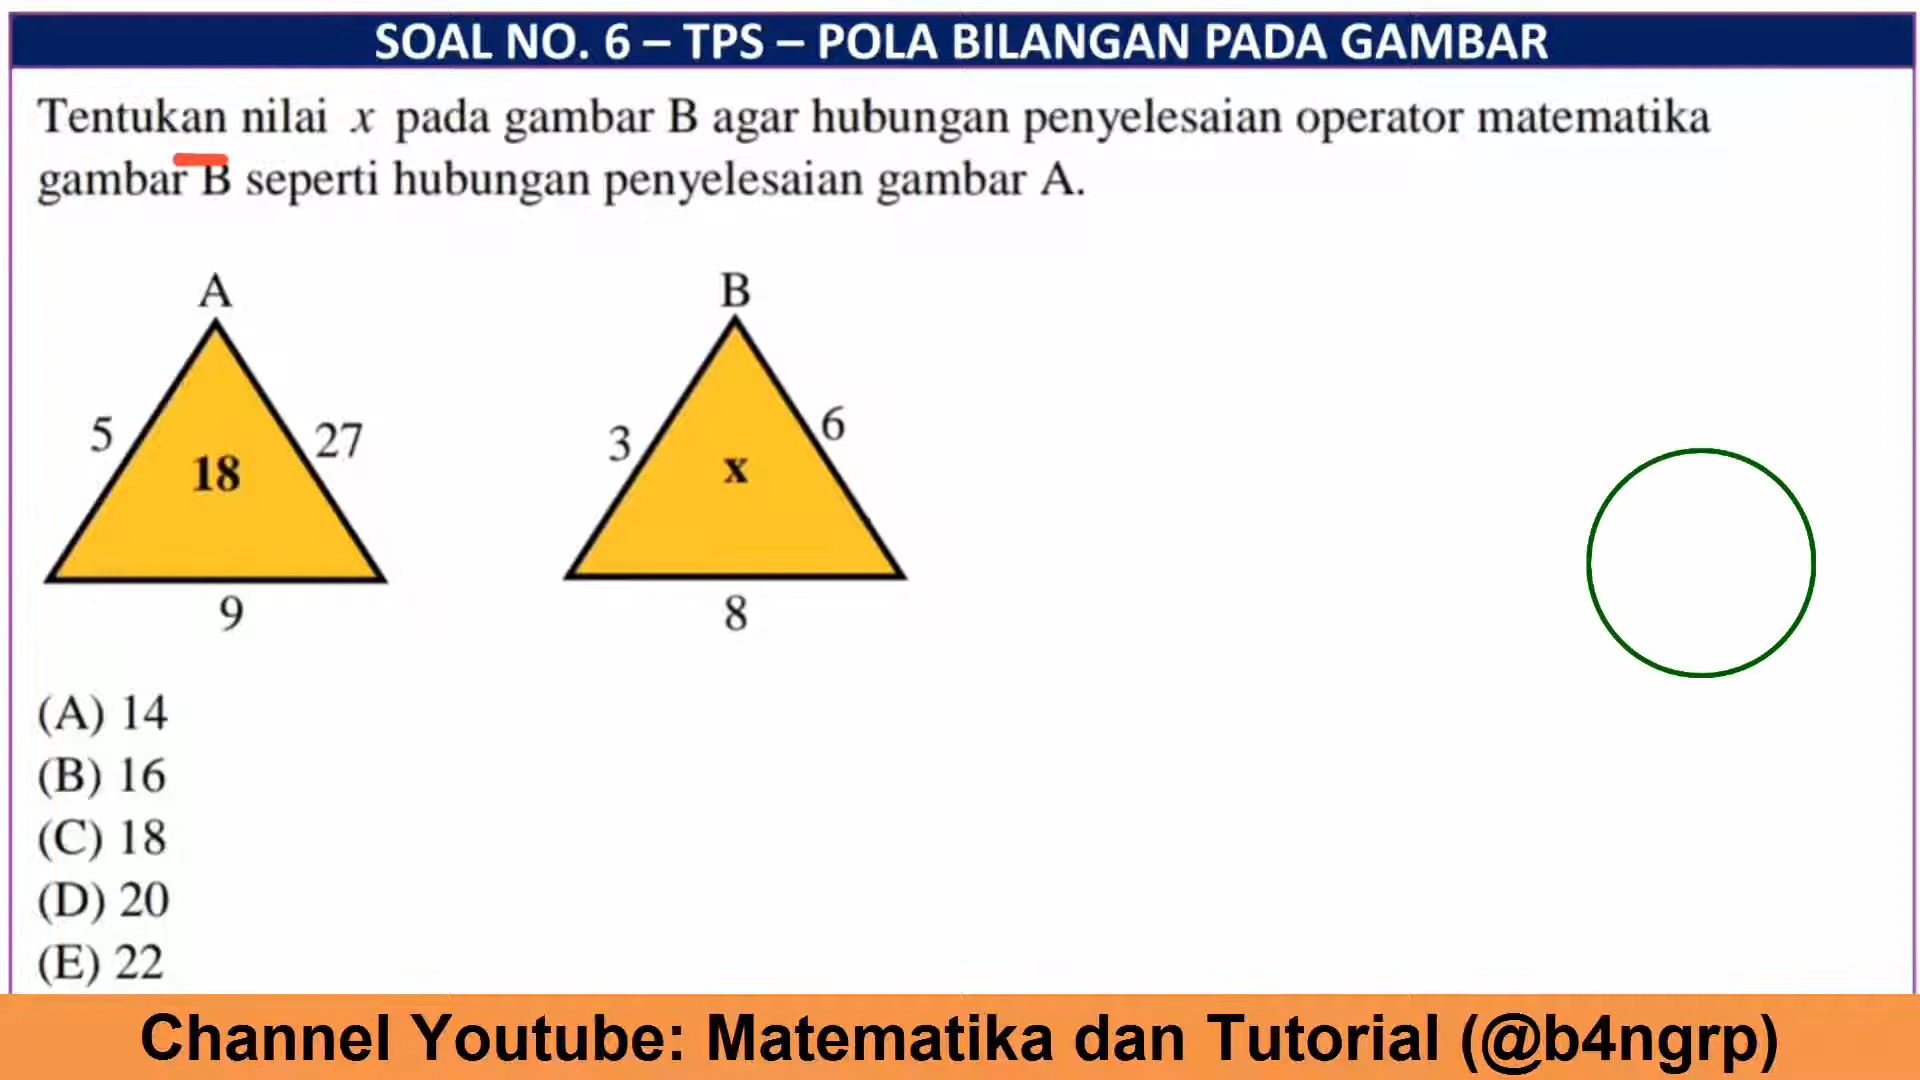 SOAL NO. 6 – TPS – POLA BILANGAN PADA GAMBAR
Tentukan nilai x pada gambar B agar hubungan penyelesaian operator matematika
gambar B seperti hubungan penyelesaian gambar A.
A
B
5
27
18
9
3
6
x
8
(A) 14
(B) 16
(C) 18
(D) 20
(E) 22
Channel Youtube: Matematika dan Tutorial (@b4ngrp)